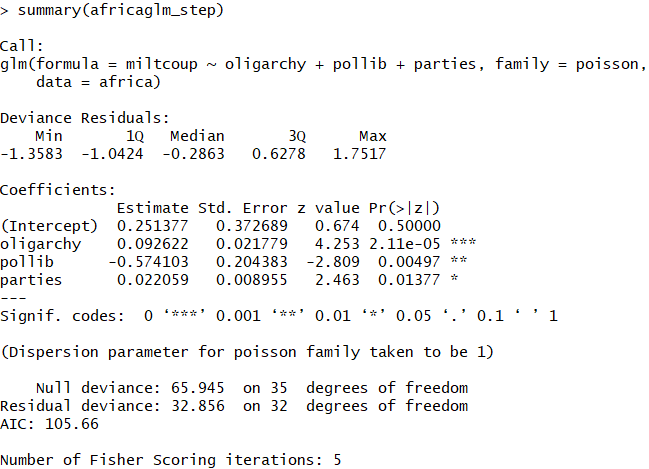 > summary(africaglm_step)
Call:
glm(formula = miltcoup ~ oligarchy + pollib + parties, family = poisson,
    data = africa)
Deviance Residuals:
    Min       1Q   Median       3Q      Max
-1.3583  -1.0424  -0.2863   0.6278   1.7517
Coefficients:
             Estimate Std. Error z value Pr(>|z|)
(Intercept)  0.251377   0.372689   0.674  0.50000
oligarchy    0.092622   0.021779   4.253 2.11e-05 ***
pollib      -0.574103   0.204383  -2.809  0.00497 **
parties      0.022059   0.008955   2.463  0.01377 *
---
Signif. codes:  0 ‘***’ 0.001 ‘**’ 0.01 ‘*’ 0.05 ‘.’ 0.1 ‘ ’ 1
(Dispersion parameter for poisson family taken to be 1)
    Null deviance: 65.945  on 35  degrees of freedom
Residual deviance: 32.856  on 32  degrees of freedom
AIC: 105.66
Number of Fisher Scoring iterations: 5